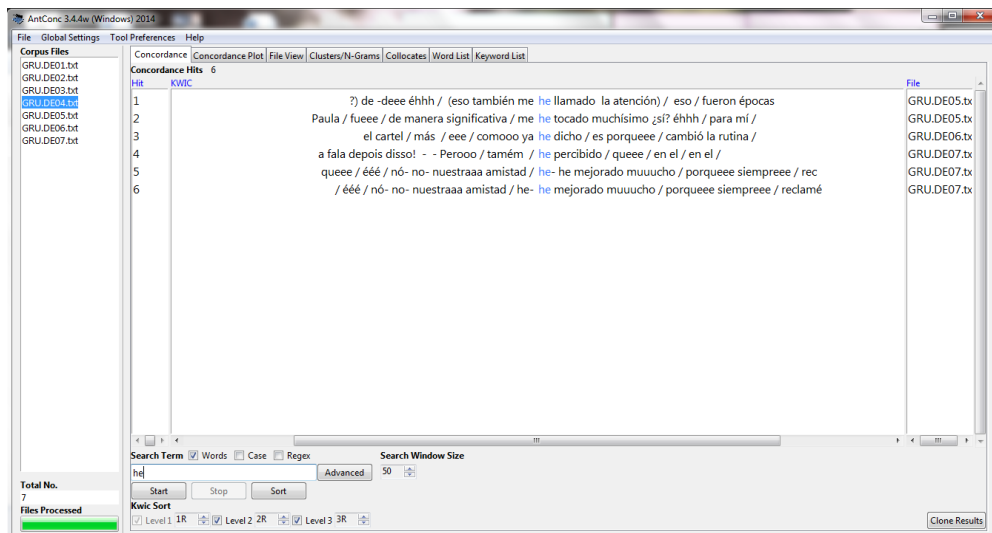 AntConc 3.4.4w (Windows) 2014
File Global Settings Tool Preferences Help
Corpus Files
GRU.DE01.txt
GRU.DE02.txt
GRU.DE03.txt
GRU.DE04.txt
GRU.DE05.txt
GRU.DE06.txt
GRU.DE07.txt
Concordance Concordance Plot File View Clusters/N-Grams Collocates Word List Keyword List
Concordance Hits 6
Hit KWIC File
1 ?) de -deee éhhh / (eso también me he llamado la atención) / eso / fueron épocas GRU.DE05.tx
2 Paula / fueee / de manera significativa / me he tocado muchísimo ¿sí? éhhh / para mí / GRU.DE05.tx
3 el cartel / más / eee / comooo ya he dicho / es porqueee / cambió la rutina / GRU.DE06.tx
4 a fala depois disso! - - Perooo / tamém / he percibido / queee / en el / en el / GRU.DE07.tx
5 queee / ééé / nó- no- nuestraaa amistad / he- he mejorado muuucho / porqueee siempreee / rec GRU.DE07.tx
6 / ééé / nó- no- nuestraaa amistad / he- he mejorado muuucho / porqueee siempreee / reclamé GRU.DE07.tx
Search Term Words Case Regex Search Window Size
he Advanced 50
Start Stop Sort
Total No.
7
Files Processed
Kwic Sort
Level 1 1R Level 2 2R Level 3 3R Clone Results